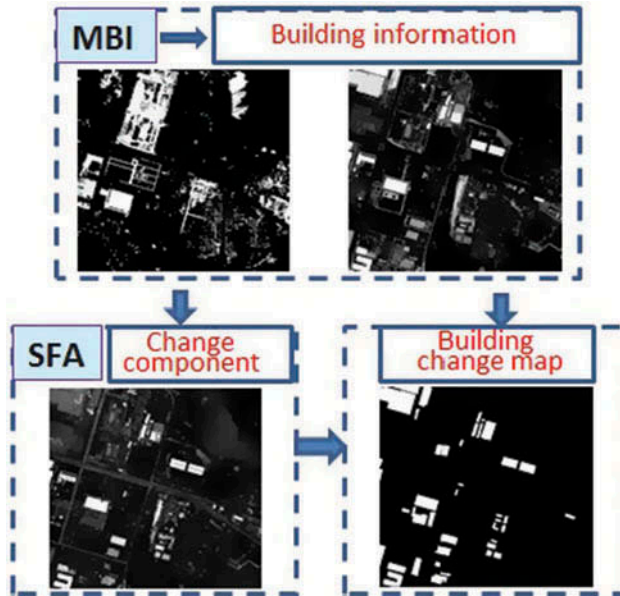 MBI
Building information
SFA
Change
component
Building
change map